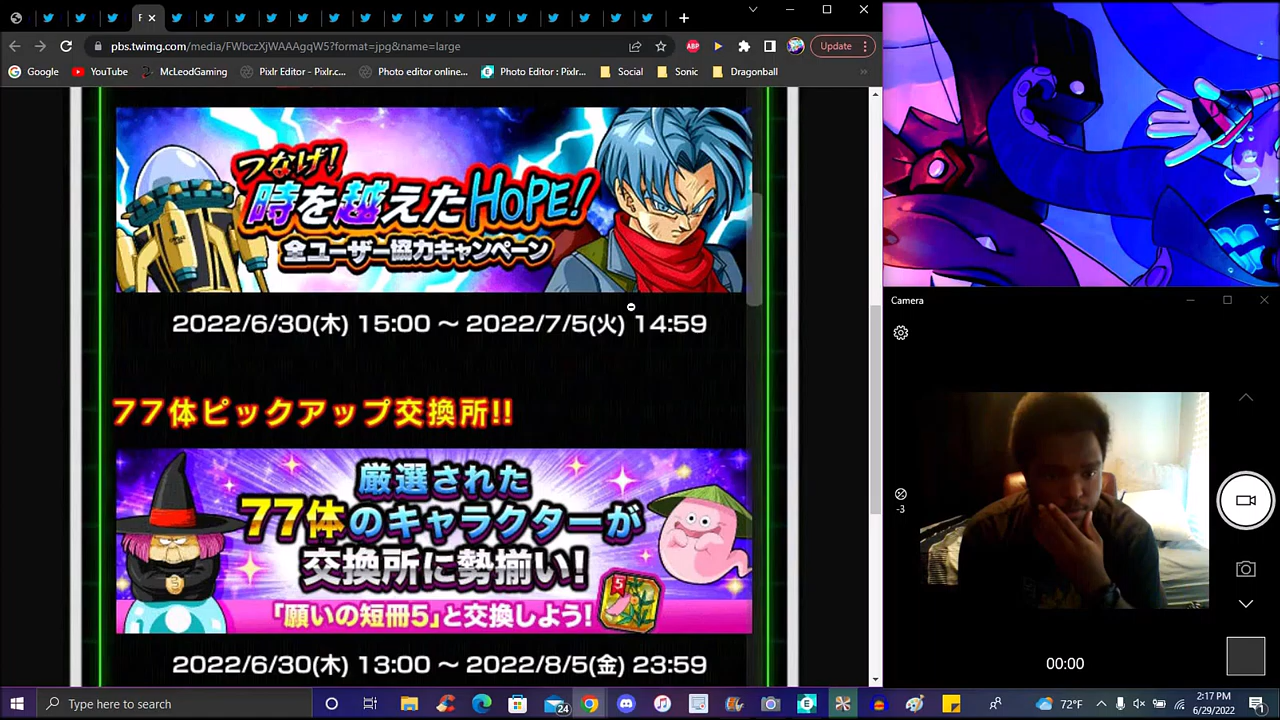 F
pbs.twimg.com/media/FWbczXjWAAAgqW5?format=jpg&name=large
ABP
Update
Google
YouTube
McLeodGaming
Pixlr Editor - Pixlr.c...
Photo editor online...
Photo Editor : Pixlr...
Social
Sonic
Dragonball
つなげ!
時を越えたHOPE!
全ユーザー協力キャンペーン
2022/6/30(木) 15:00 ~ 2022/7/5(火) 14:59
77体ピックアップ交換所!!
厳選された
77体のキャラクターが
交換所に勢揃い!
「願いの短冊5」と交換しよう!
5
2022/6/30(木) 13:00 ~ 2022/8/5(金) 23:59
Camera
-3
00:00
Type here to search
24
72°F
2:17 PM
6/29/2022